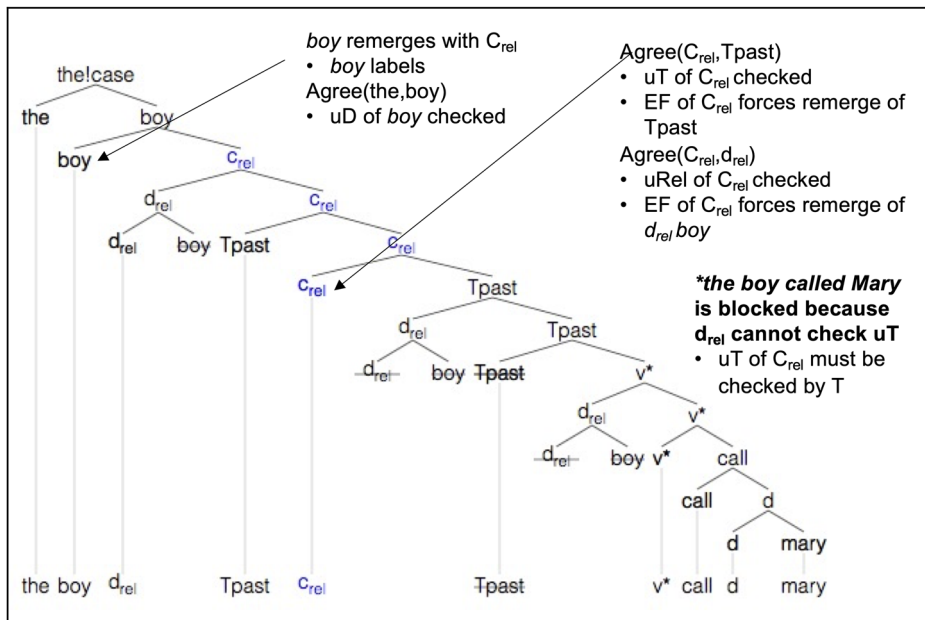 boy remerges with Crel
• boy labels
Agree(the,boy)
• uD of boy checked
Agree(Crel,Tpast)
• uT of Crel checked
• EF of Crel forces remerge of
Tpast
Agree(Crel,drel)
• uRel of Crel checked
• EF of Crel forces remerge of
drel boy
*the boy called Mary
is blocked because
drel cannot check uT
• uT of Crel must be
checked by T
the!case
the boy
boy crel
drel crel
drel boy Tpast crel
crel Tpast
drel Tpast
drel boy Tpast v*
drel v*
drel boy v* call
call d
d mary
the boy drel Tpast crel Tpast v* call d mary